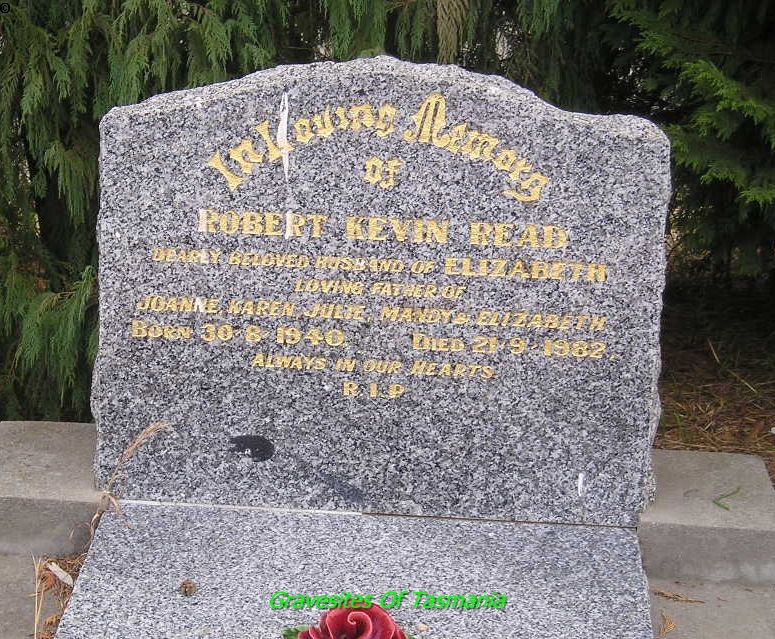 In Loving Memory
of
ROBERT KEVIN READ
DEARLY BELOVED HUSBAND OF ELIZABETH
LOVING FATHER OF
JOANNE, KAREN, JULIE, MANDY & ELIZABETH
BORN 30-8-1940. DIED 21-9-1982.
ALWAYS IN OUR HEARTS.
R.I.P
Gravesites Of Tasmania